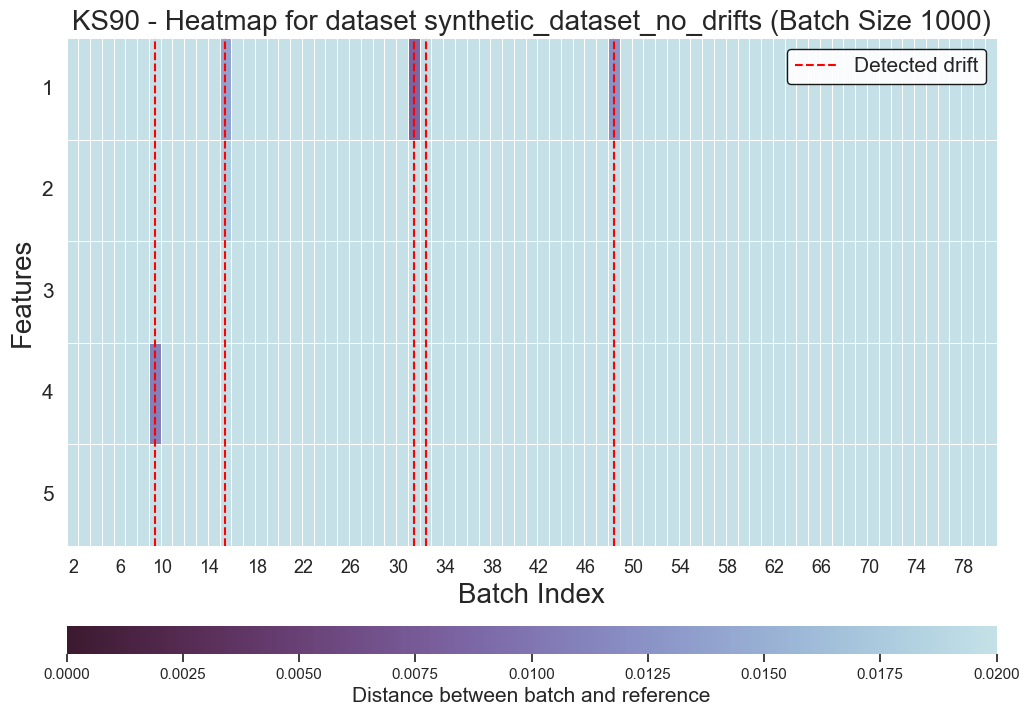 KS90 - Heatmap for dataset synthetic_dataset_no_drifts (Batch Size 1000)
Detected drift
1
2
3
4
5
Features
2 6 10 14 18 22 26 30 34 38 42 46 50 54 58 62 66 70 74 78
Batch Index
0.0000 0.0025 0.0050 0.0075 0.0100 0.0125 0.0150 0.0175 0.0200
Distance between batch and reference